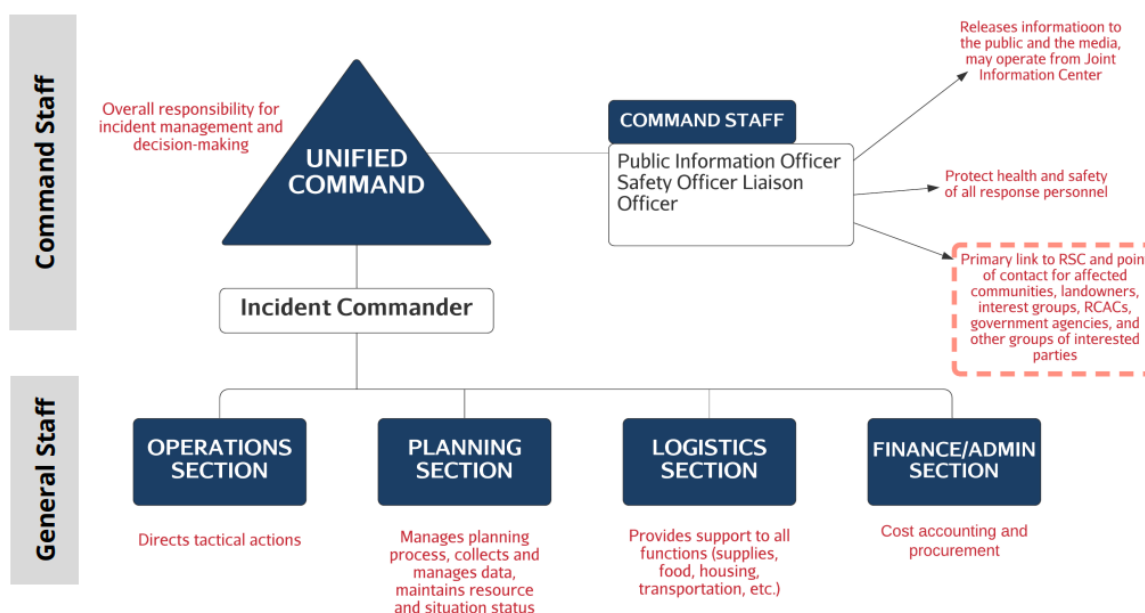 Command Staff
Overall responsibility for
incident management and
decision-making
UNIFIED
COMMAND
COMMAND STAFF
Public Information Officer
Safety Officer Liaison
Officer
Releases informatioon to
the public and the media,
may operate from Joint
Information Center
Protect health and safety
of all response personnel
Primary link to RSC and point
of contact for affected
communities, landowners,
interest groups, RCACs,
government agencies, and
other groups of interested
parties
Incident Commander
General Staff
OPERATIONS
SECTION
Directs tactical actions
PLANNING
SECTION
Manages planning
process, collects and
manages data,
maintains resource
and situation status
LOGISTICS
SECTION
Provides support to all
functions (supplies,
food, housing,
transportation, etc.)
FINANCE/ADMIN
SECTION
Cost accounting and
procurement